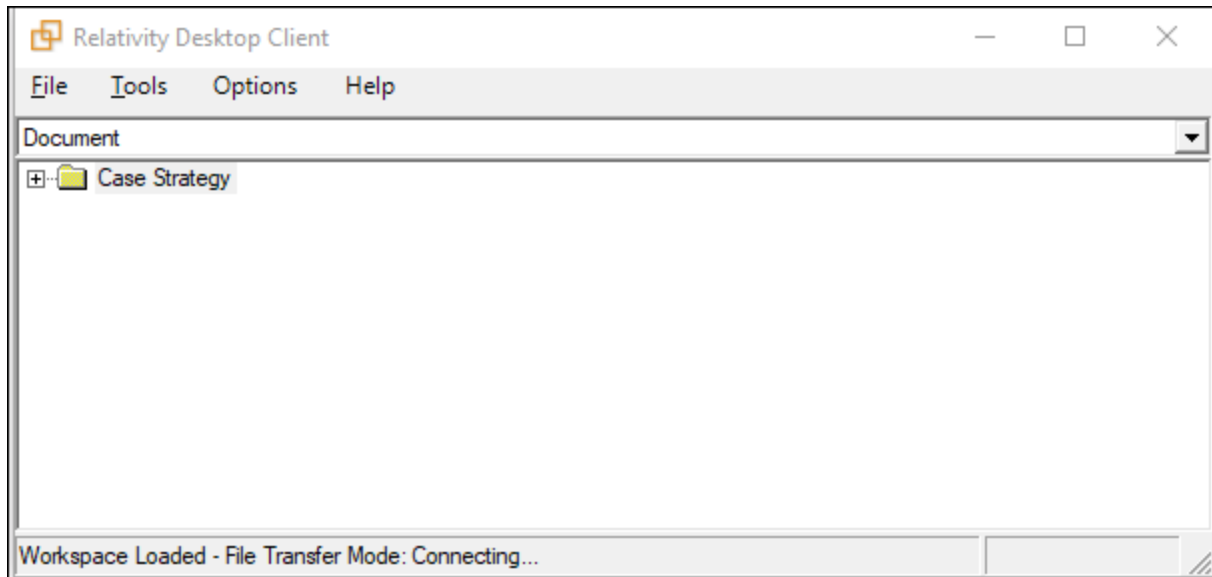 Relativity Desktop Client
File Tools Options Help
Document
Case Strategy
Workspace Loaded - File Transfer Mode: Connecting...